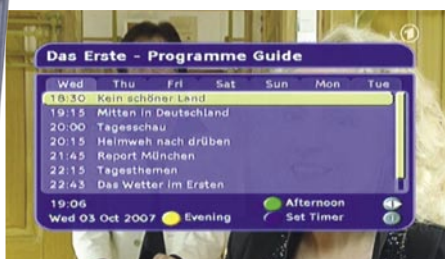 Das Erste - Programme Guide
Wed Thu Fri Sat Sun Mon Tue
18:30 Kein schöner Land
19:15 Mitten in Deutschland
20:00 Tagesschau
20:15 Heimweh nach drüben
21:45 Report München
22:15 Tagesthemen
22:43 Das Wetter im Ersten
19:06 Afternoon
Wed 03 Oct 2007 Evening Set Timer